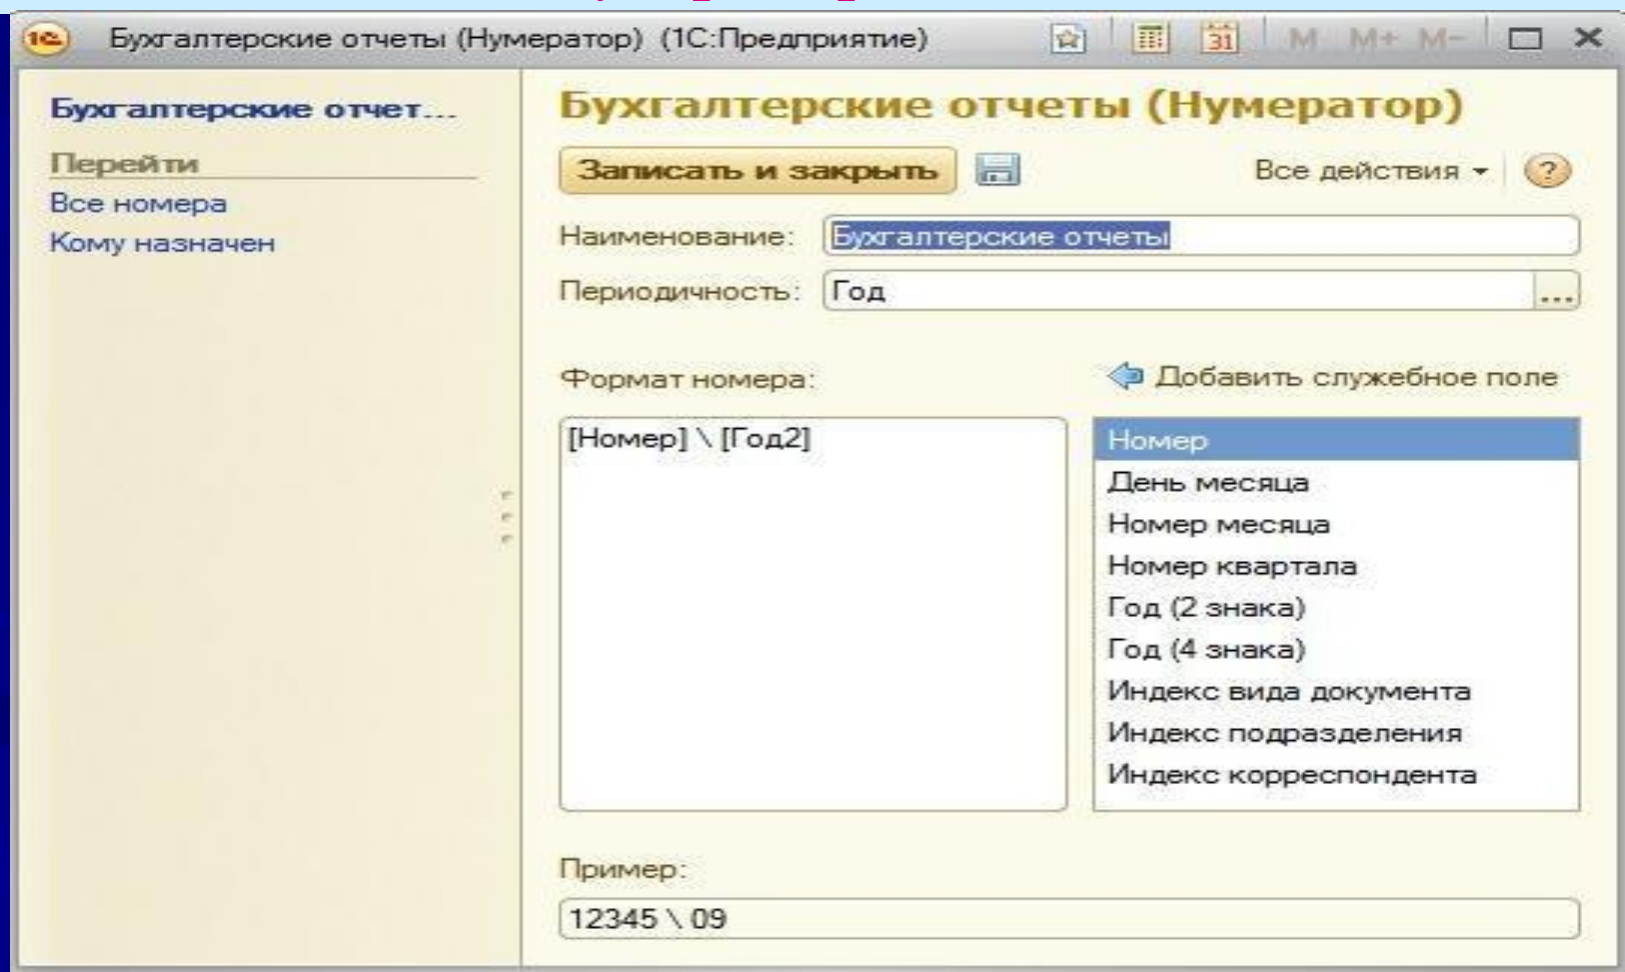 1С Бухгалтерские отчеты (Нумератор) (1С:Предприятие) 31 M M+ M-
Бухгалтерские отчет...
Перейти
Все номера
Кому назначен
Бухгалтерские отчеты (Нумератор)
Записать и закрыть Все действия ?
Наименование: Бухгалтерские отчеты
Периодичность: Год ...
Формат номера: Добавить служебное поле
[Номер] \ [Год2]
Номер
День месяца
Номер месяца
Номер квартала
Год (2 знака)
Год (4 знака)
Индекс вида документа
Индекс подразделения
Индекс корреспондента
Пример:
12345 \ 09